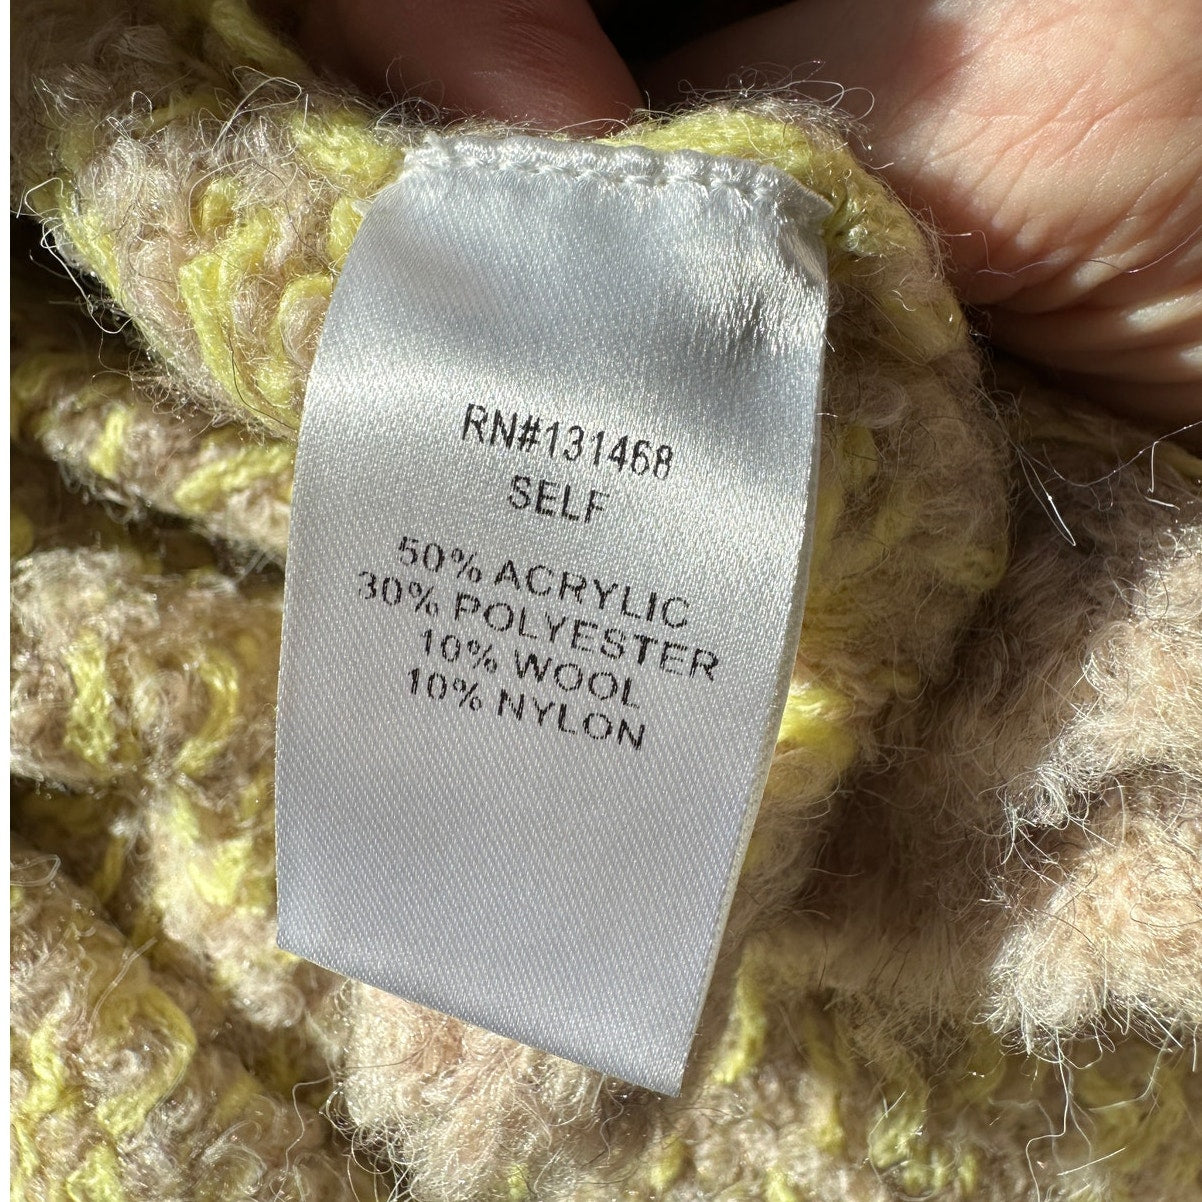 RN#131468
SELF
50% ACRYLIC
30% POLYESTER
10% WOOL
10% NYLON